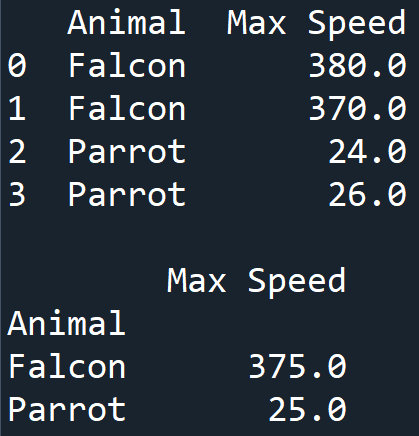 Animal Max Speed
0 Falcon 380.0
1 Falcon 370.0
2 Parrot 24.0
3 Parrot 26.0
Max Speed
Animal
Falcon 375.0
Parrot 25.0